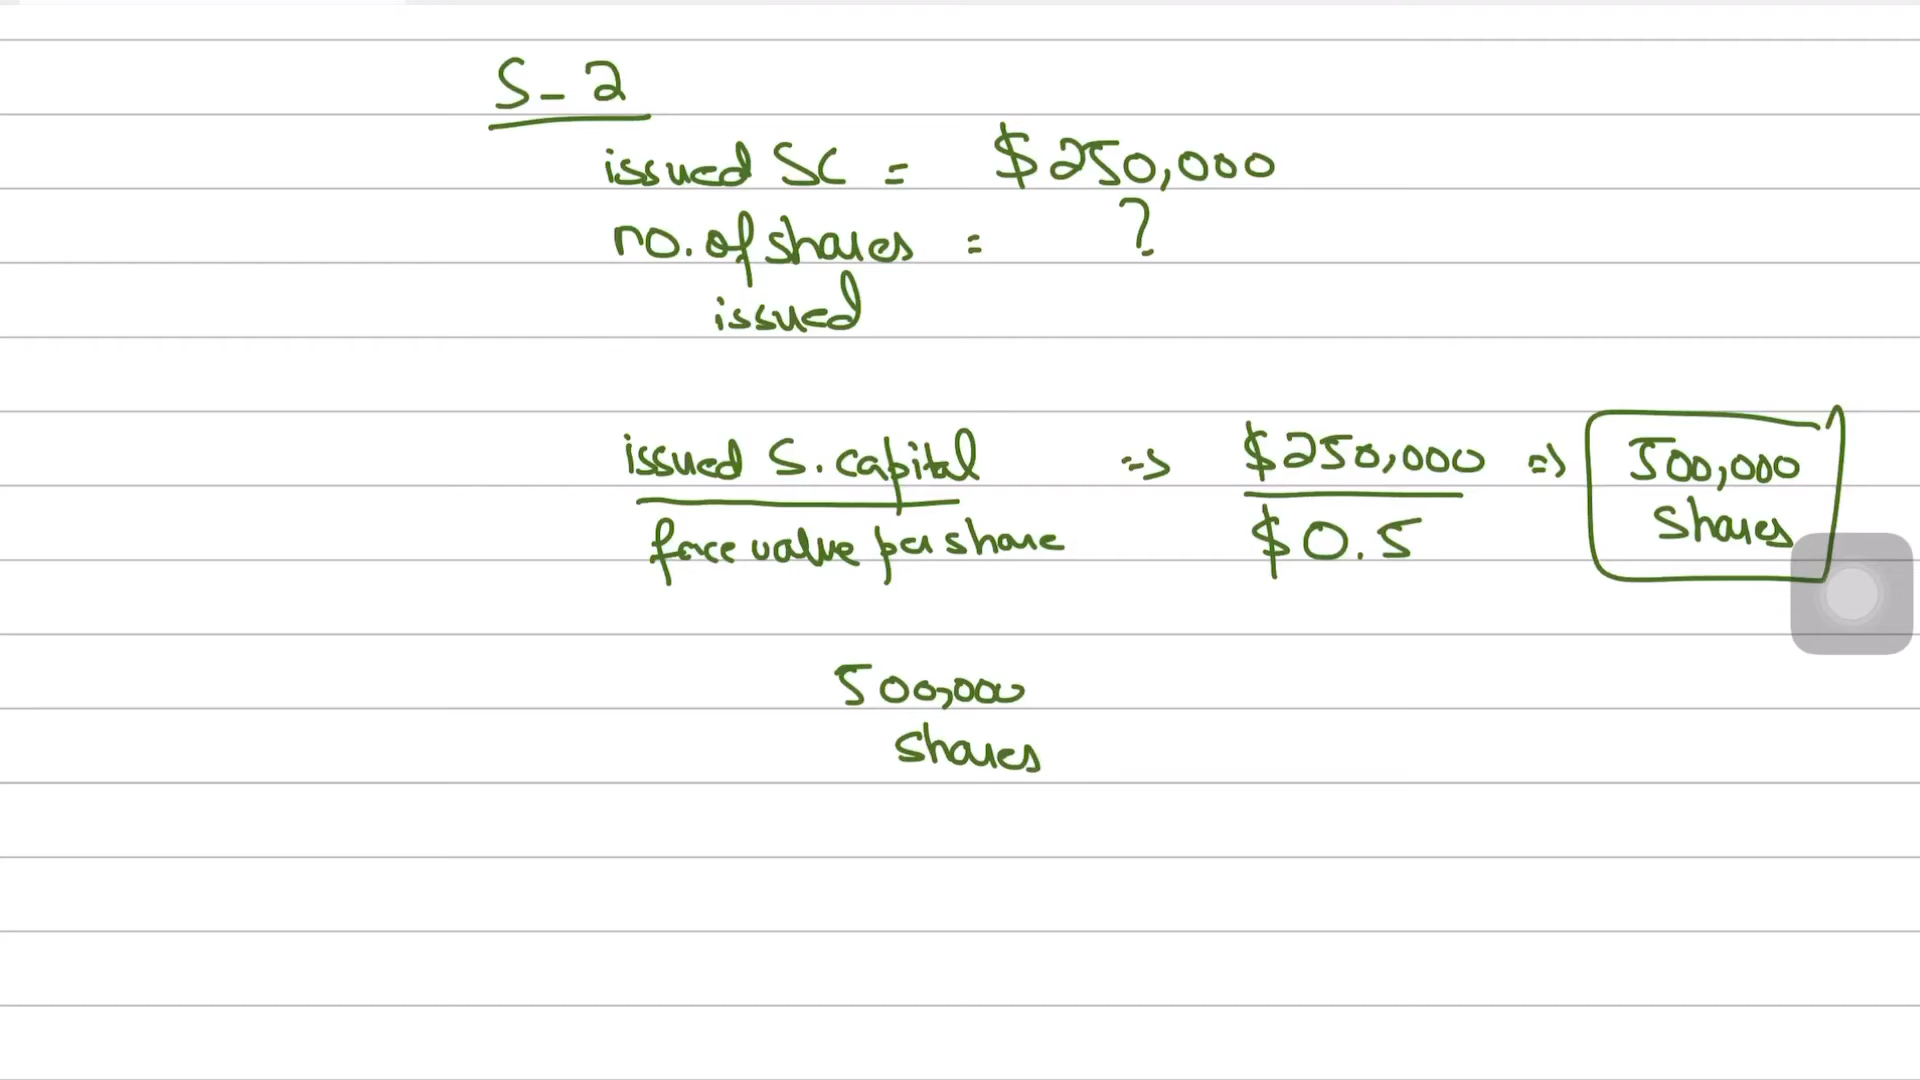 S-2
issued SC = $250,000
no. of shares = ?
issued
issued S. capital => $250,000 => 500,000
face value per share $0.5 shares
500,000
shares